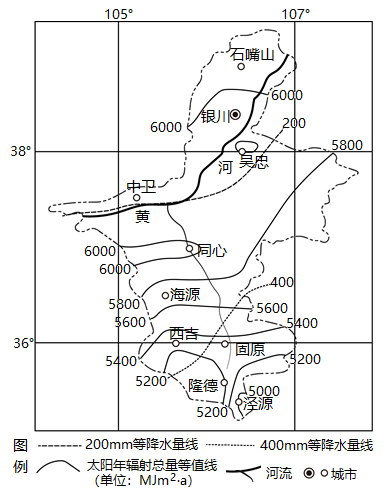 105° 107°
石嘴山
6000
银川
200
6000
5800
38°
吴忠
河
中卫
黄
6000
同心
6000
400
海源
5800
5600
5600
5400
西吉
36°
固原
5400
5200
5200
隆德
5000
泾源
5200
图例
200mm等降水量线 400mm等降水量线
太阳年辐射总量等值线 河流 城市
(单位：MJm²·a)